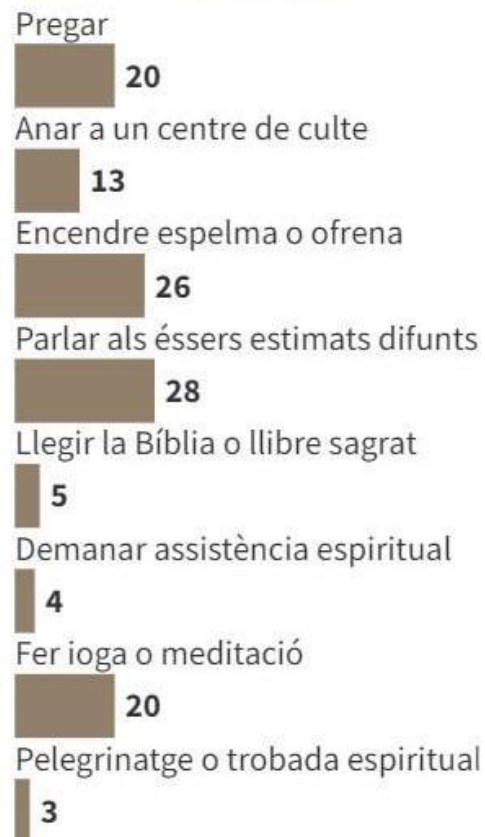 Pregar
20
Anar a un centre de culte
13
Encendre espelma o ofrena
26
Parlar als éssers estimats difunts
28
Llegir la Bíblia o llibre sagrat
5
Demanar assistència espiritual
4
Fer ioga o meditació
20
Pelegrinatge o trobada espiritual
3